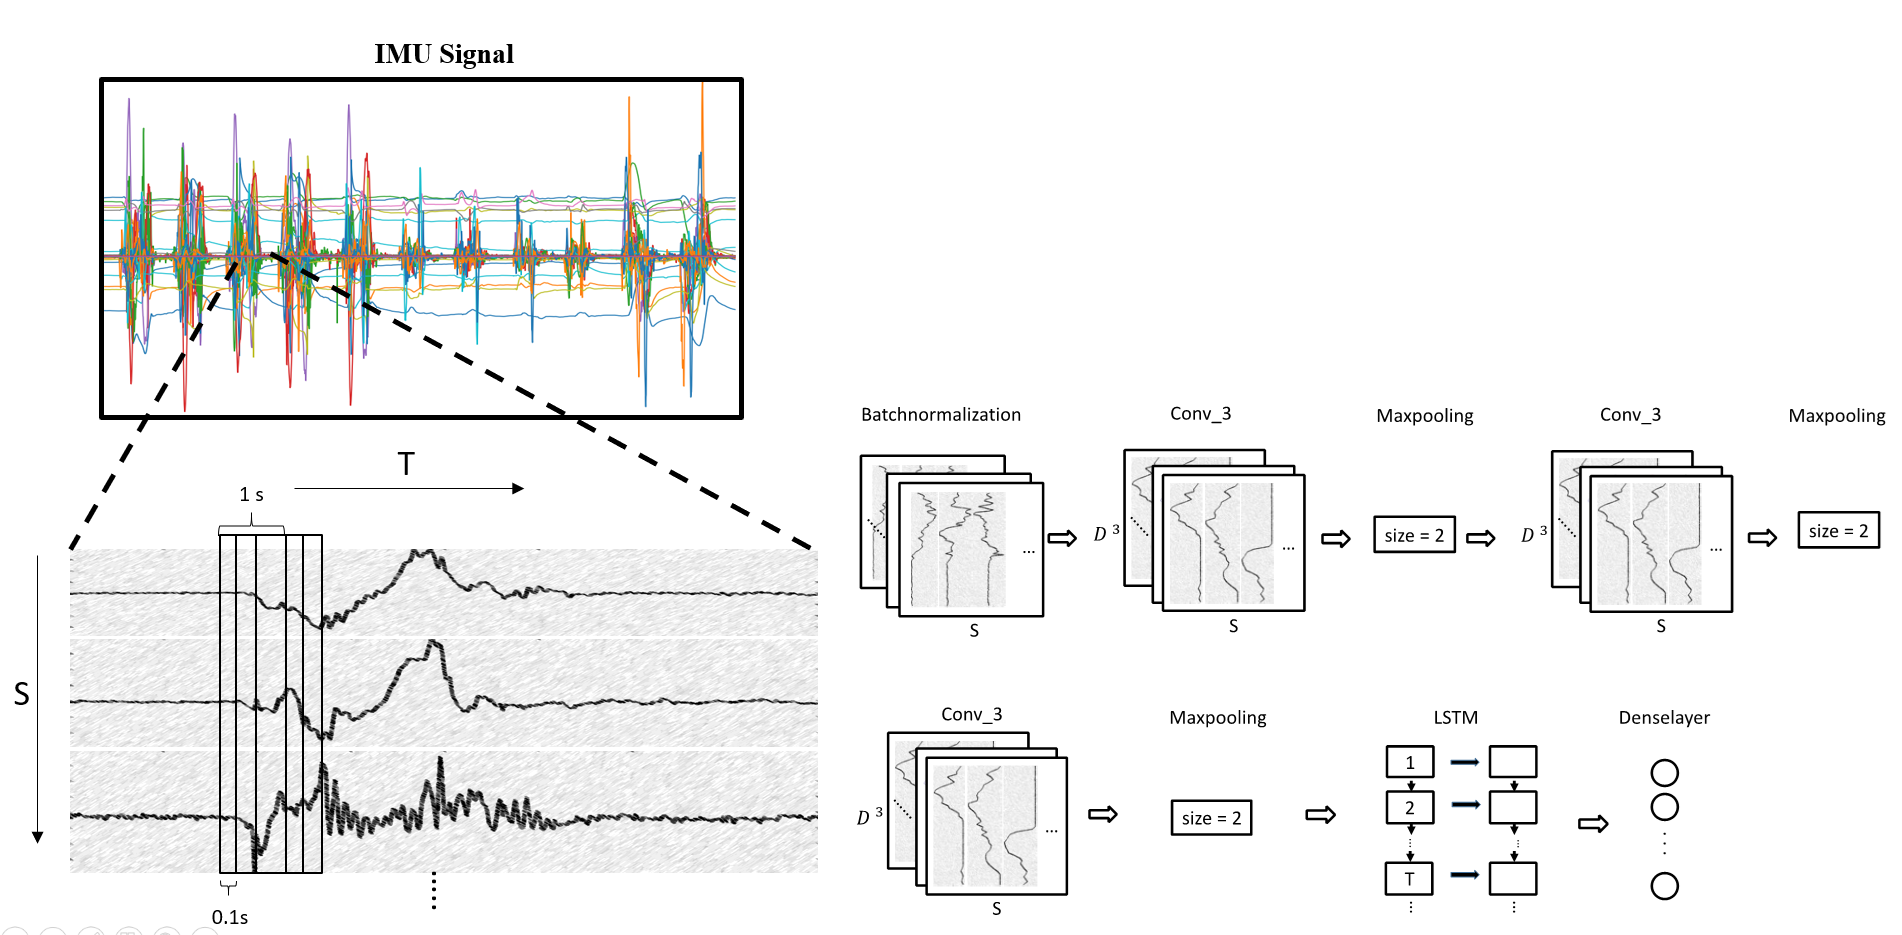 IMU Signal
T
1 s
S
0.1s
Batchnormalization
Conv_3
Maxpooling
Conv_3
Maxpooling
...
S
D 3
...
S
size = 2
D 3
...
S
size = 2
Conv_3
Maxpooling
LSTM
Denselayer
D 3
...
S
size = 2
1
2
T